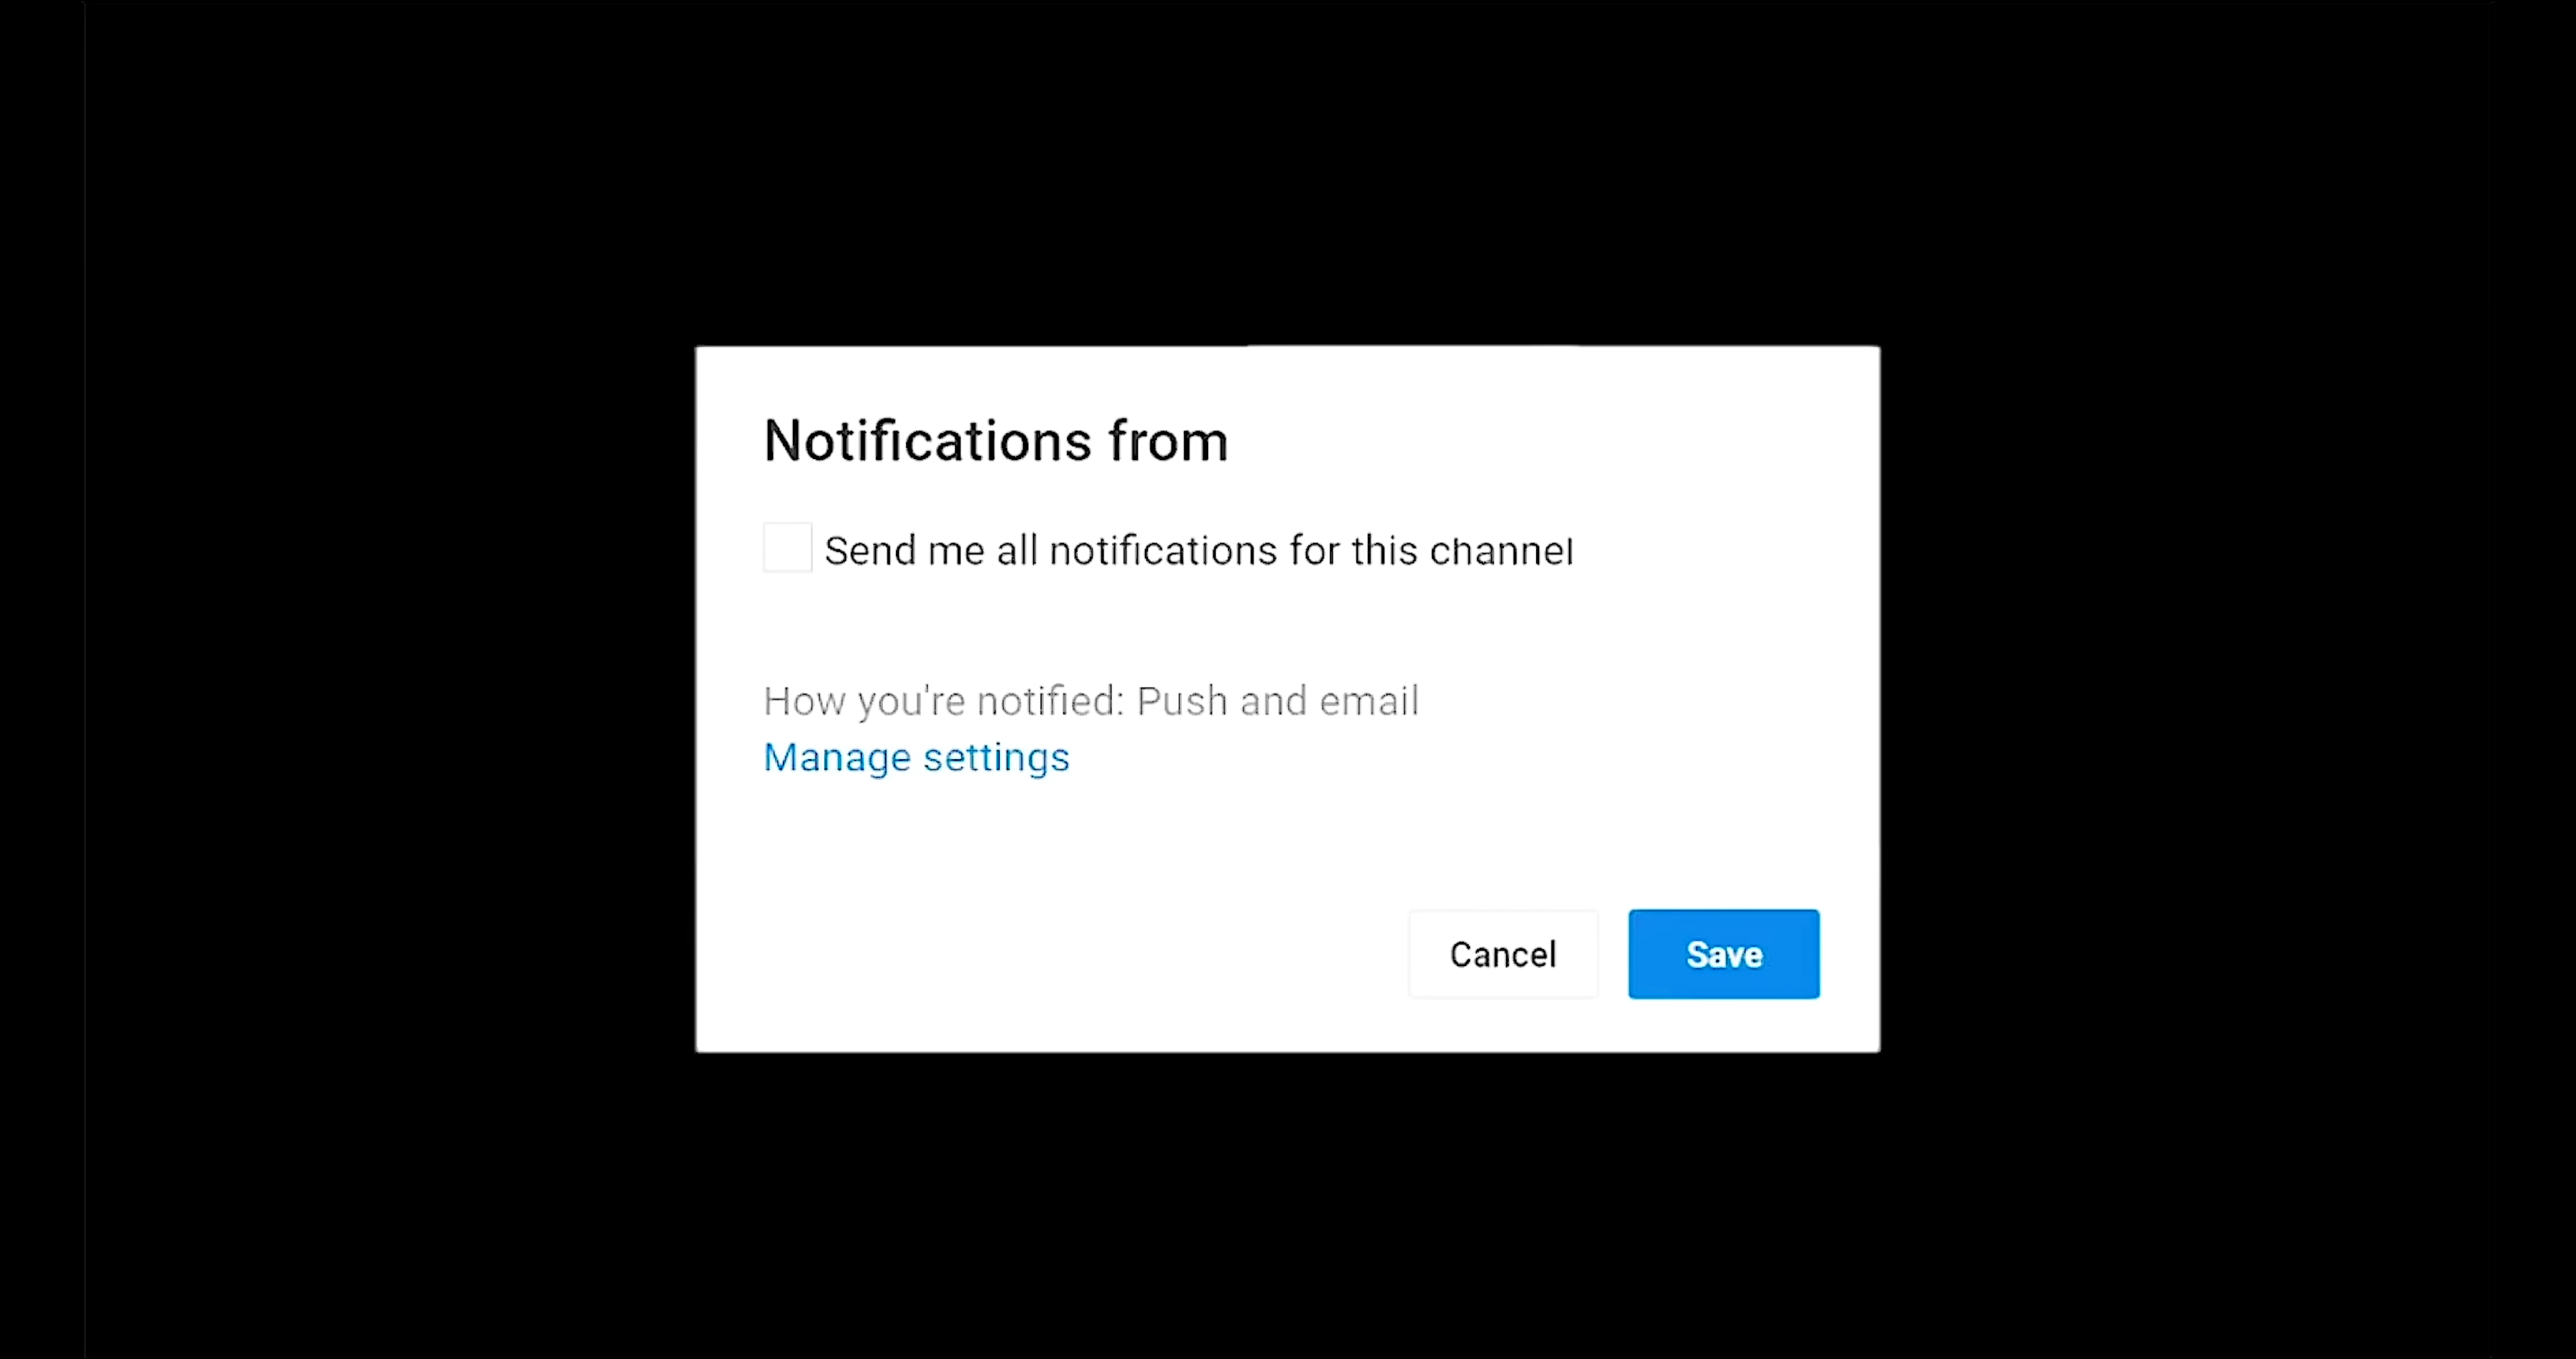 Notifications from
Send me all notifications for this channel
How you're notified: Push and email
Manage settings
Cancel
Save